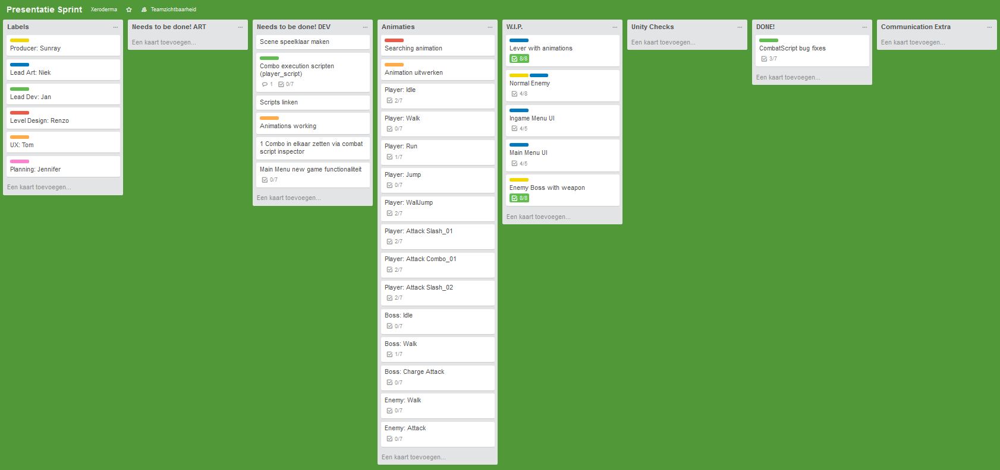 Presentatie Sprint Xeroderma Teamzichtbaarheid
Labels
Producer: Sunray
Lead Art: Niek
Lead Dev: Jan
Level Design: Renzo
UX: Tom
Planning: Jennifer
Een kaart toevoegen...
Needs to be done! ART
Een kaart toevoegen...
Needs to be done! DEV
Scene speelklaar maken
Combo execution scripten
(player_script)
1 0/7
Scripts linken
Animations working
1 Combo in elkaar zetten via combat
script inspector
Main Menu new game functionaliteit
0/7
Een kaart toevoegen...
Animaties
Searching animation
Animation uitwerken
Player: Idle
2/7
Player: Walk
0/7
Player: Run
1/7
Player: Jump
0/7
Player: WallJump
2/7
Player: Attack Slash_01
2/7
Player: Attack Combo_01
2/7
Player: Attack Slash_02
2/7
Boss: Idle
0/7
Boss: Walk
1/7
Boss: Charge Attack
0/7
Enemy: Walk
0/7
Enemy: Attack
0/7
Een kaart toevoegen...
W.I.P.
Lever with animations
8/8
Normal Enemy
4/8
Ingame Menu UI
4/5
Main Menu UI
4/5
Enemy Boss with weapon
8/8
Een kaart toevoegen...
Unity Checks
Een kaart toevoegen...
DONE!
CombatScript bug fixes
3/7
Een kaart toevoegen...
Communication Extra
Een kaart toevoegen...